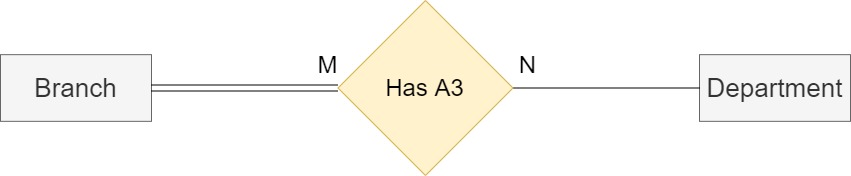 Branch
M
Has A3
N
Department